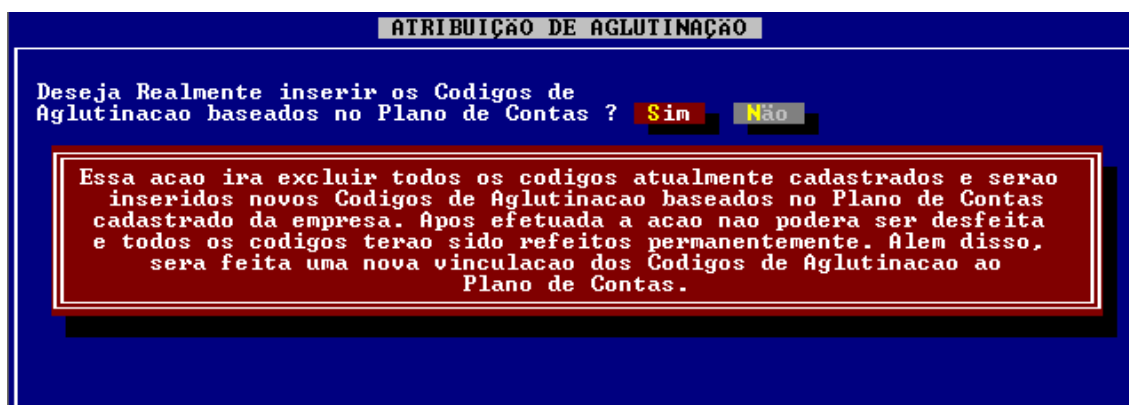 ATRIBUIÇäO DE AGLUTINAÇäO
Deseja Realmente inserir os Codigos de
Aglutinacao baseados no Plano de Contas ? Sim Näo
Essa acao ira excluir todos os codigos atualmente cadastrados e serao
inseridos novos Codigos de Aglutinacao baseados no Plano de Contas
cadastrado da empresa. Apos efetuada a acao nao podera ser desfeita
e todos os codigos terao sido refeitos permanentemente. Alem disso,
sera feita uma nova vinculacao dos Codigos de Aglutinacao ao
Plano de Contas.